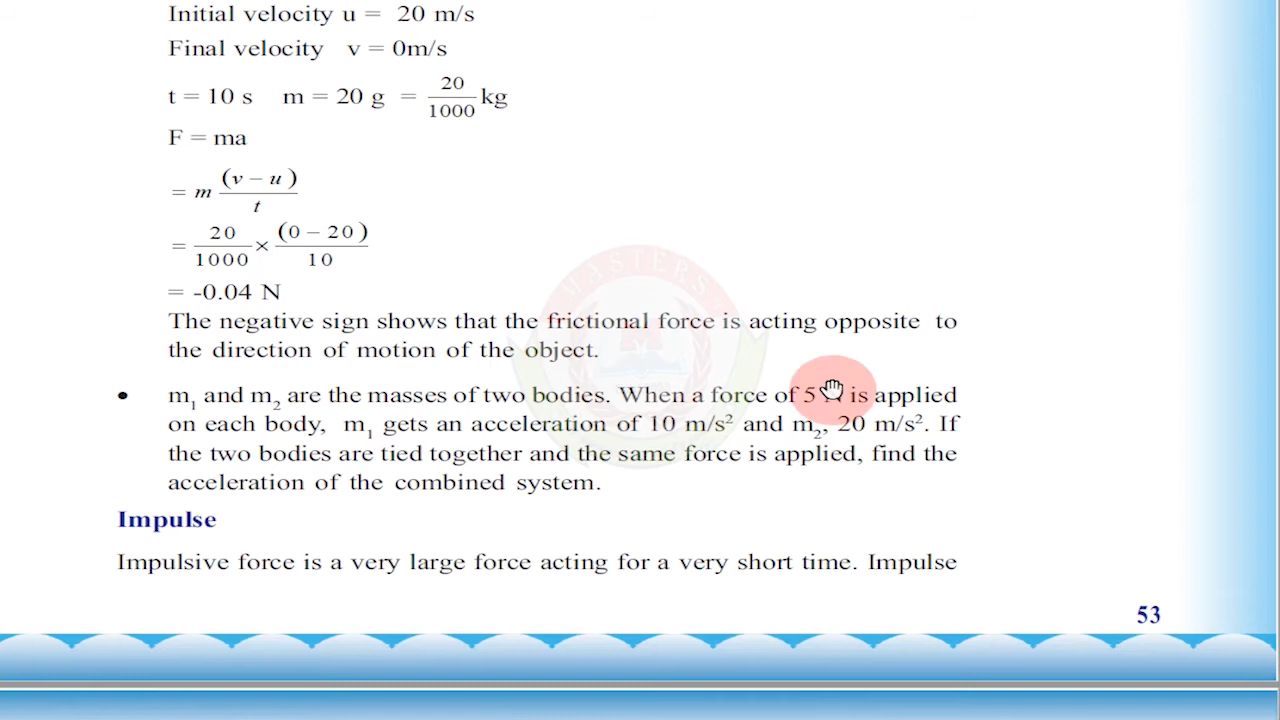 Initial velocity u = 20 m/s
Final velocity v = 0m/s
t = 10 s m = 20 g = 20/1000 kg
F = ma
= m (v – u)/t
= 20/1000 × (0 – 20)/10
= -0.04 N
The negative sign shows that the frictional force is acting opposite to
the direction of motion of the object.
• m₁ and m₂ are the masses of two bodies. When a force of 5 is applied
on each body, m₁ gets an acceleration of 10 m/s² and m₂, 20 m/s². If
the two bodies are tied together and the same force is applied, find the
acceleration of the combined system.
Impulse
Impulsive force is a very large force acting for a very short time. Impulse
53
MASTERS